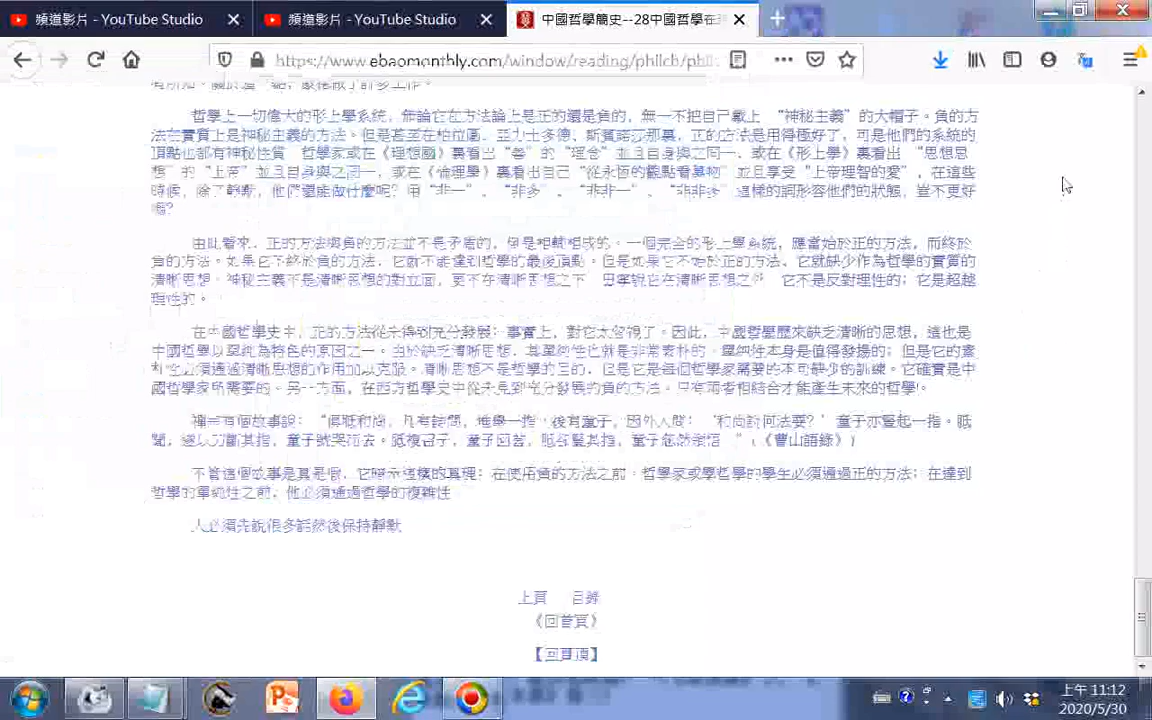 頻道影片 - YouTube Studio
頻道影片 - YouTube Studio
中國哲學簡史--28中國哲學在
https://www.ebaomonthly.com/window/reading/philch/phil
哲學上一切偉大的形上學系統，無論它在方法論上是正的還是負的，無一不把自己戴上 “神秘主義”的大帽子。負的方
法在實質上是神秘主義的方法。但是甚至在柏拉圖、亞力士多德、斯賓諾莎那裏，正的方法是用得極好了，可是他們的系統的
頂點也都有神秘性質 哲學家或在《理想國》裏看出“善”的“理念”並且自身與之同一，或在《形上學》裏看出 “思想思
想”的“上帝”並且自身與之同一，或在《倫理學》裏看出自己“從永恆的觀點看萬物”並且享受“上帝理智的愛”，在這些
時候，除了靜默，他們還能做什麼呢？用“非一”、“非多”、“非非一”、“非非多”這樣的詞形容他們的狀態，豈不更好
嗎？
由此看來，正的方法與負的方法並不是矛盾的，倒是相輔相成的。一個完全的形上學系統，應當始於正的方法，而終於
負的方法。如果它不終於負的方法，它就不能達到哲學的最後頂點。但是如果它不始於正的方法，它就缺少作為哲學的實質的
清晰思想。神秘主義不是清晰思想的對立面，更不在清晰思想之下 毋寧說它在清晰思想之外 它不是反對理性的；它是超越
理性的。
在中國哲學史中，正的方法從未得到充分發展；事實上，對它太忽視了。因此，中國哲學歷來缺乏清晰的思想，這也是
中國哲學以單純為特色的原因之一。由於缺乏清晰思想，其單純性也就是非常素樸的。單純性本身是值得發揚的；但是它的素
樸性必須通過清晰思想的作用加以克服。清晰思想不是哲學的目的，但是它是每個哲學家需要的不可缺少的訓練。它確實是中
國哲學家所需要的。另一方面，在西方哲學史中從未見到充分發展的負的方法。只有兩者相結合才能產生未來的哲學。
禪宗有個故事說：“俱胝和尚，凡有詰問，唯舉一指。後有童子，因外人問：‘和尚說何法要？’童子亦豎起一指。胝
聞，遂以刃斷其指，童子號哭而去。胝復召子，童子回首，胝卻豎其指，童子忽然領悟 ”（《曹山語錄》）
不管這個故事是真是假，它暗示這樣的真理：在使用負的方法之前，哲學家或學哲學的學生必須通過正的方法；在達到
哲學的單純性之前，他必須通過哲學的複雜性
人必須先說很多話然後保持靜默
上頁 目錄
《回首頁》
【回頁頂】
上午 11:12
2020/5/30